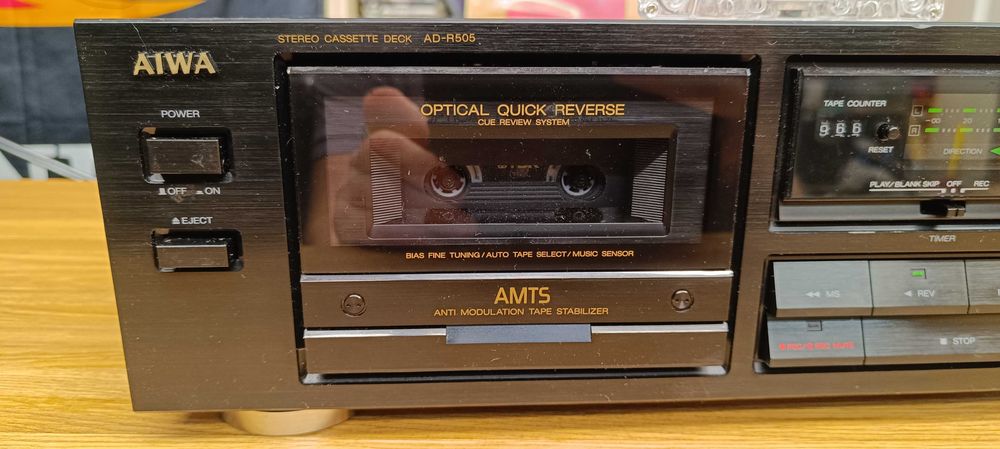 STEREO CASSETTE DECK AD-R505
AIWA
POWER
OFF ON
EJECT
OPTICAL QUICK REVERSE
CUE REVIEW SYSTEM
BIAS FINE TUNING/AUTO TAPE SELECT/MUSIC SENSOR
AMTS
ANTI MODULATION TAPE STABILIZER
TAPE COUNTER
966
RESET
L
-∞ 20
R
DIRECTION
PLAY/BLANK SKIP OFF REC
TIMER
◀◀ MS
◀ REV
■ STOP